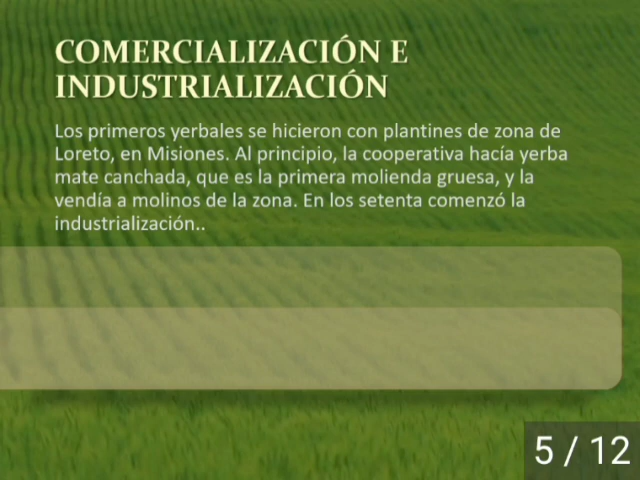 COMERCIALIZACIÓN E
INDUSTRIALIZACIÓN
Los primeros yerbales se hicieron con plantines de zona de
Loreto, en Misiones. Al principio, la cooperativa hacía yerba
mate canchada, que es la primera molienda gruesa, y la
vendía a molinos de la zona. En los setenta comenzó la
industrialización..
5 / 12